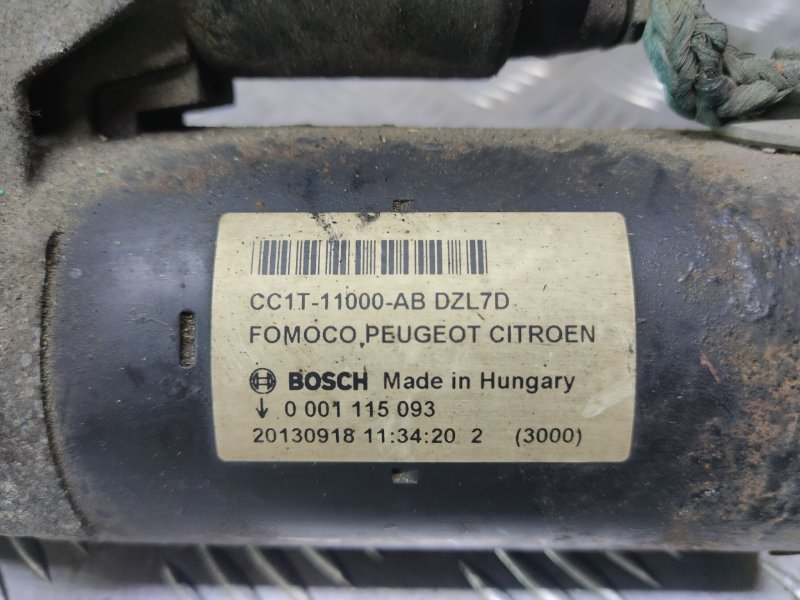 CC1T-11000-AB DZL7D
FOMOCO,PEUGEOT CITROEN
BOSCH Made in Hungary
↓ 0 001 115 093
20130918 11:34:20 2 (3000)